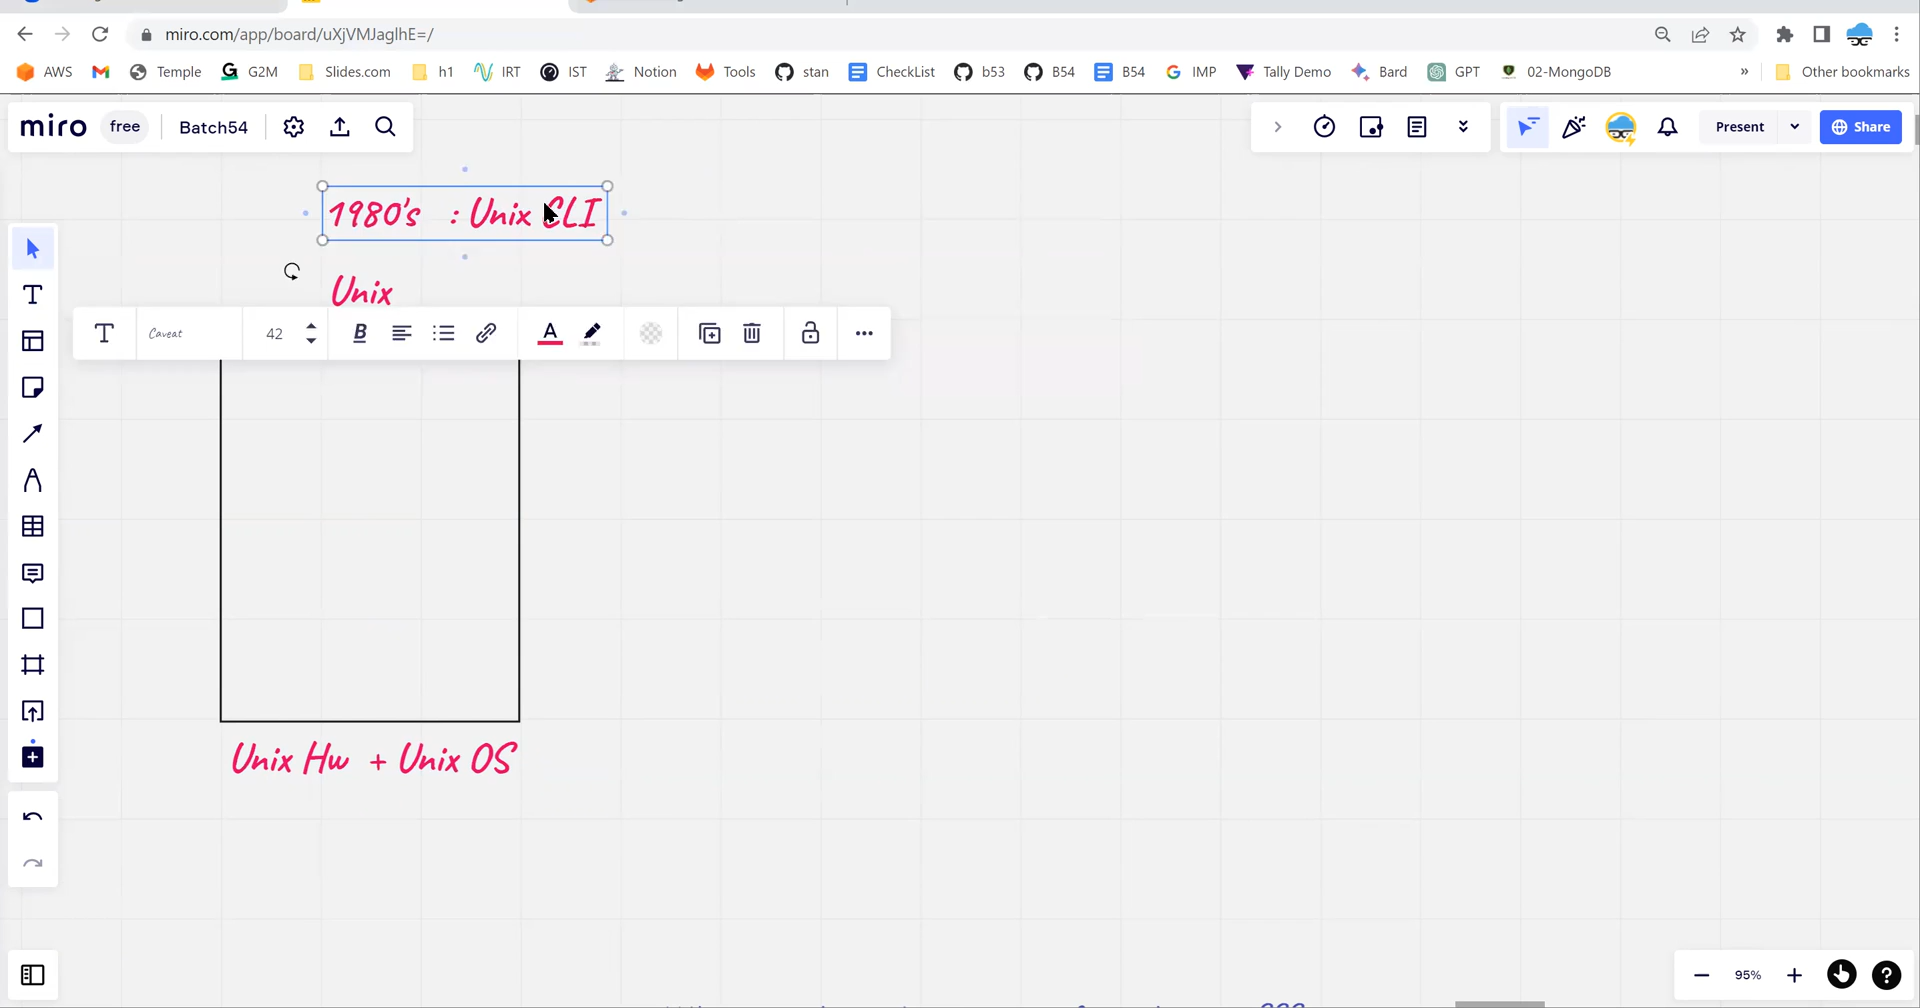 miro.com/app/board/uXjVMJaglhE=/
AWS Temple G2M Slides.com h1 IRT IST Notion Tools stan CheckList b53 B54 B54 IMP Tally Demo Bard GPT 02-MongoDB » Other bookmarks
miro free Batch54 Present Share
1980's : Unix CLI
Unix
T Caveat 42 B A
Unix Hw + Unix OS
95%